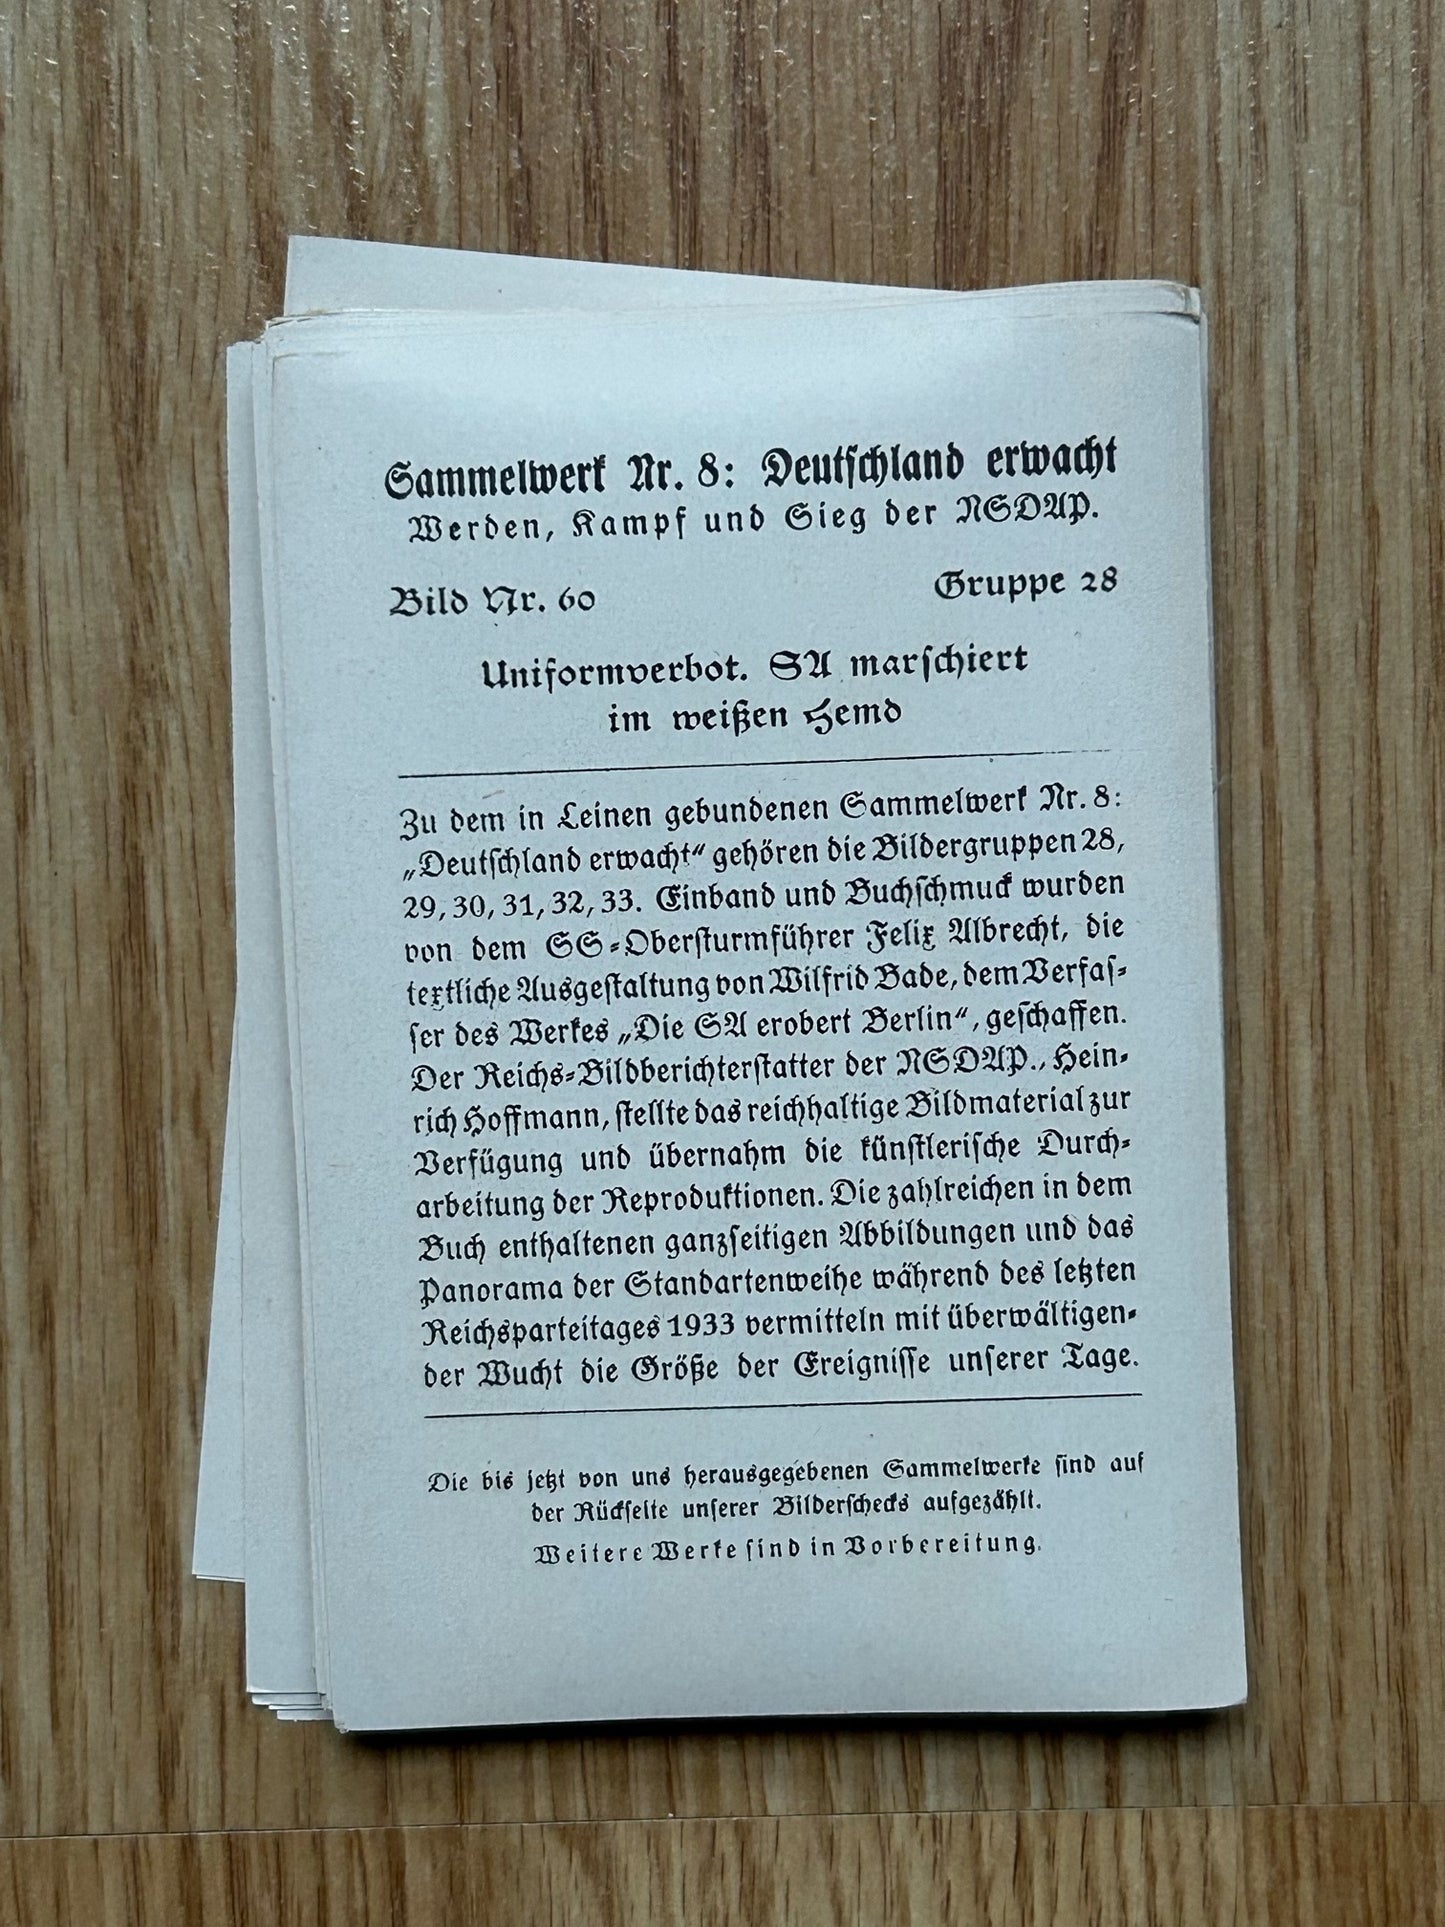 Sammelwerk Nr. 8: Deutschland erwacht
Werden, Kampf und Sieg der NSDAP.
Bild Nr. 60 Gruppe 28
Uniformverbot. SA marschiert
im weißen Hemd
Zu dem in Leinen gebundenen Sammelwerk Nr. 8:
„Deutschland erwacht“ gehören die Bildergruppen 28,
29, 30, 31, 32, 33. Einband und Buchschmuck wurden
von dem SS-Obersturmführer Felix Albrecht, die
textliche Ausgestaltung von Wilfrid Bade, dem Verfas-
ser des Werkes „Die SA erobert Berlin“, geschaffen.
Der Reichs-Bildberichterstatter der NSDAP., Hein-
rich Hoffmann, stellte das reichhaltige Bildmaterial zur
Verfügung und übernahm die künstlerische Durch-
arbeitung der Reproduktionen. Die zahlreichen in dem
Buch enthaltenen ganzseitigen Abbildungen und das
Panorama der Standartenweihe während des letzten
Reichsparteitages 1933 vermitteln mit überwältigen-
der Wucht die Größe der Ereignisse unserer Tage.
Die bis jetzt von uns herausgegebenen Sammelwerke sind auf
der Rückseite unserer Bilderschecks aufgezählt.
Weitere Werke sind in Vorbereitung.